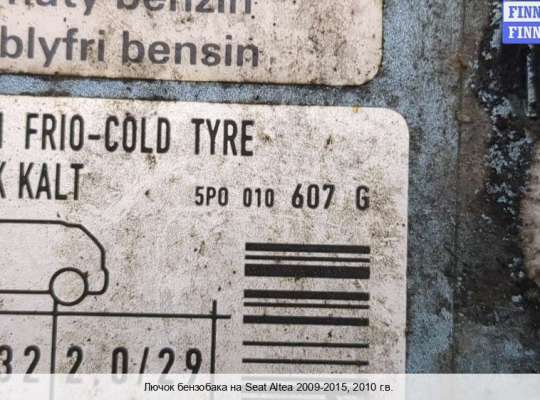 benzin
blyfri bensin
FINN
FINN
FRIO-COLD TYRE
KALT
5P0 010 607 G
2,0/29
Лючок бензобака на Seat Altea 2009-2015, 2010 г.в.